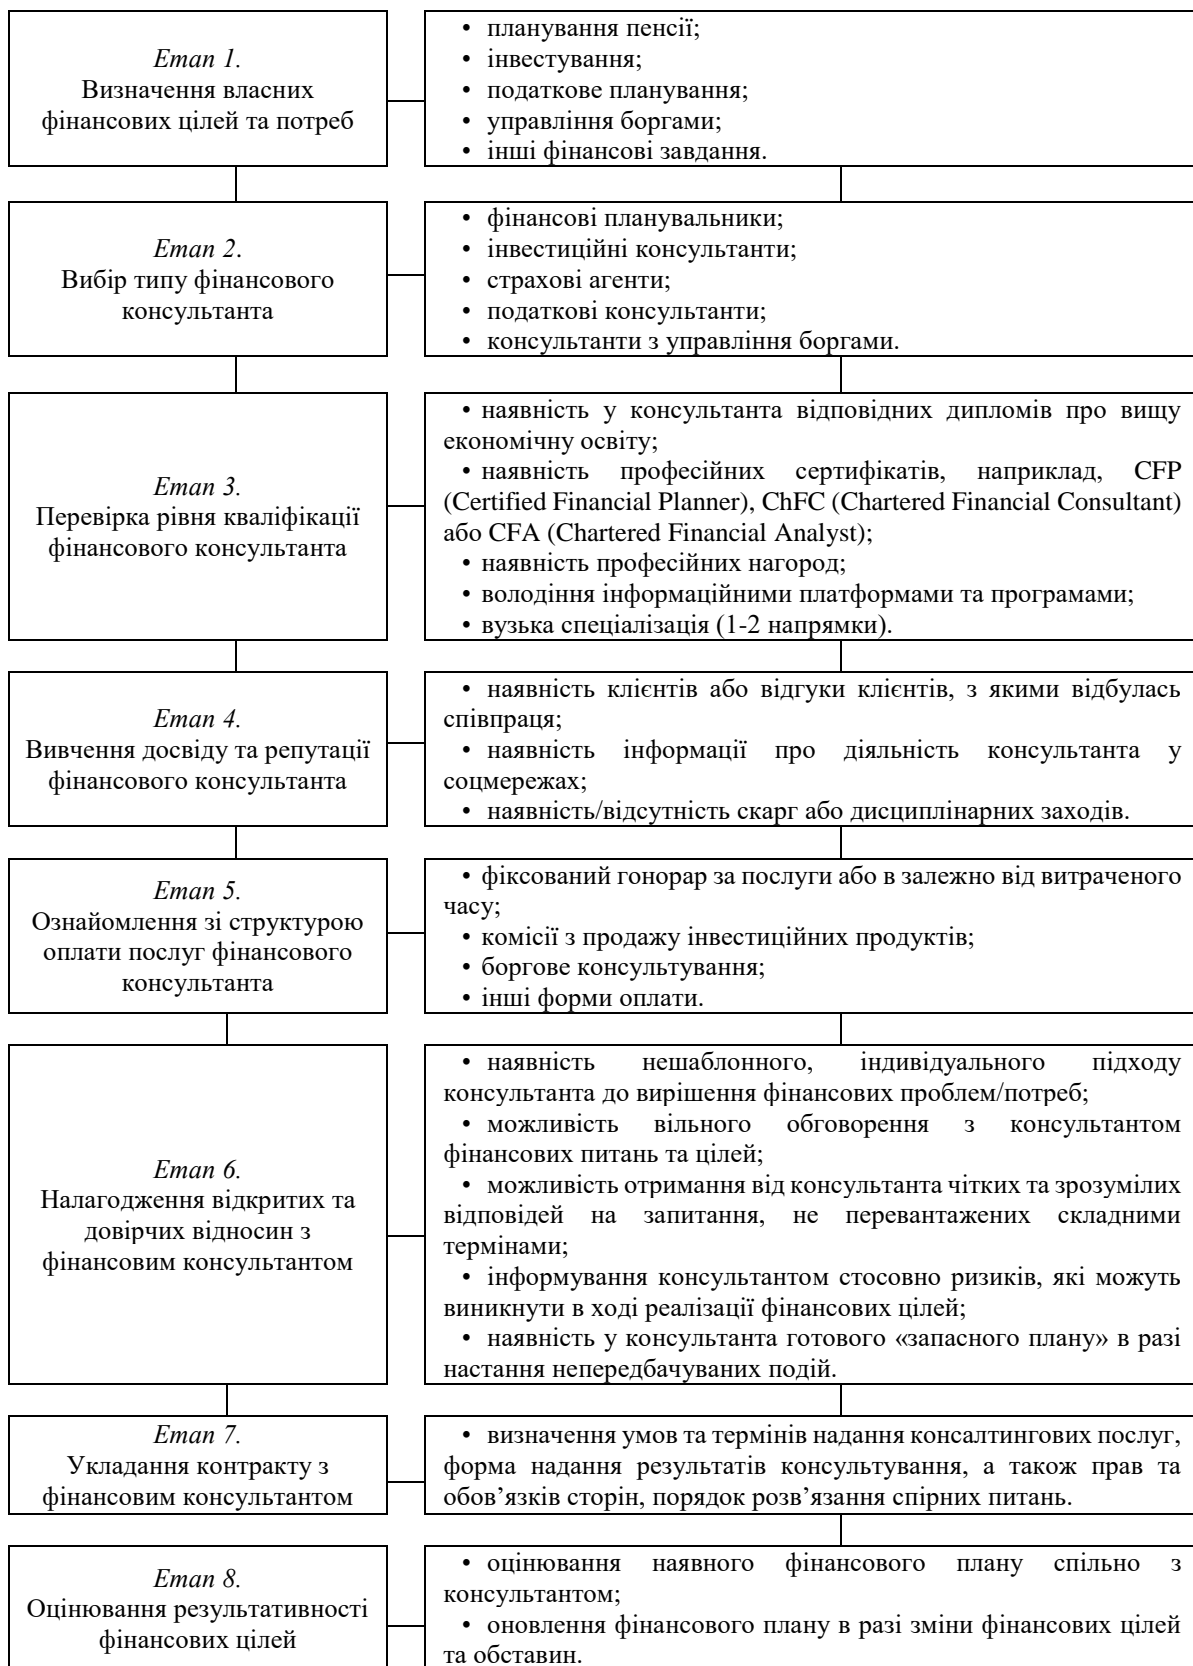 Етап 1.
Визначення власних
фінансових цілей та потреб
• планування пенсії;
• інвестування;
• податкове планування;
• управління боргами;
• інші фінансові завдання.
Етап 2.
Вибір типу фінансового
консультанта
• фінансові планувальники;
• інвестиційні консультанти;
• страхові агенти;
• податкові консультанти;
• консультанти з управління боргами.
Етап 3.
Перевірка рівня кваліфікації
фінансового консультанта
• наявність у консультанта відповідних дипломів про вищу
економічну освіту;
• наявність професійних сертифікатів, наприклад, CFP
(Certified Financial Planner), ChFC (Chartered Financial Consultant)
або CFA (Chartered Financial Analyst);
• наявність професійних нагород;
• володіння інформаційними платформами та програмами;
• вузька спеціалізація (1-2 напрямки).
Етап 4.
Вивчення досвіду та репутації
фінансового консультанта
• наявність клієнтів або відгуки клієнтів, з якими відбулась
співпраця;
• наявність інформації про діяльність консультанта у
соцмережах;
• наявність/відсутність скарг або дисциплінарних заходів.
Етап 5.
Ознайомлення зі структурою
оплати послуг фінансового
консультанта
• фіксований гонорар за послуги або в залежно від витраченого
часу;
• комісії з продажу інвестиційних продуктів;
• боргове консультування;
• інші форми оплати.
Етап 6.
Налагодження відкритих та
довірчих відносин з
фінансовим консультантом
• наявність нешаблонного, індивідуального підходу
консультанта до вирішення фінансових проблем/потреб;
• можливість вільного обговорення з консультантом
фінансових питань та цілей;
• можливість отримання від консультанта чітких та зрозумілих
відповідей на запитання, не перевантажених складними
термінами;
• інформування консультантом стосовно ризиків, які можуть
виникнути в ході реалізації фінансових цілей;
• наявність у консультанта готового «запасного плану» в разі
настання непередбачуваних подій.
Етап 7.
Укладання контракту з
фінансовим консультантом
• визначення умов та термінів надання консалтингових послуг,
форма надання результатів консультування, а також прав та
обов’язків сторін, порядок розв’язання спірних питань.
Етап 8.
Оцінювання результативності
фінансових цілей
• оцінювання наявного фінансового плану спільно з
консультантом;
• оновлення фінансового плану в разі зміни фінансових цілей
та обставин.